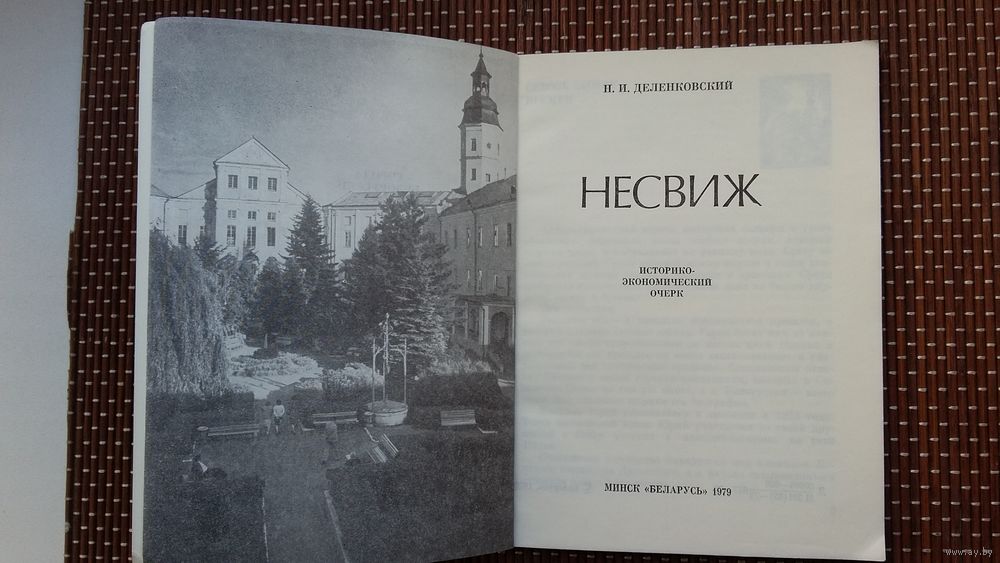 Н. И. ДЕЛЕНКОВСКИЙ
НЕСВИЖ
ИСТОРИКО-
ЭКОНОМИЧЕСКИЙ
ОЧЕРК
МИНСК «БЕЛАРУСЬ» 1979
www.ay.by